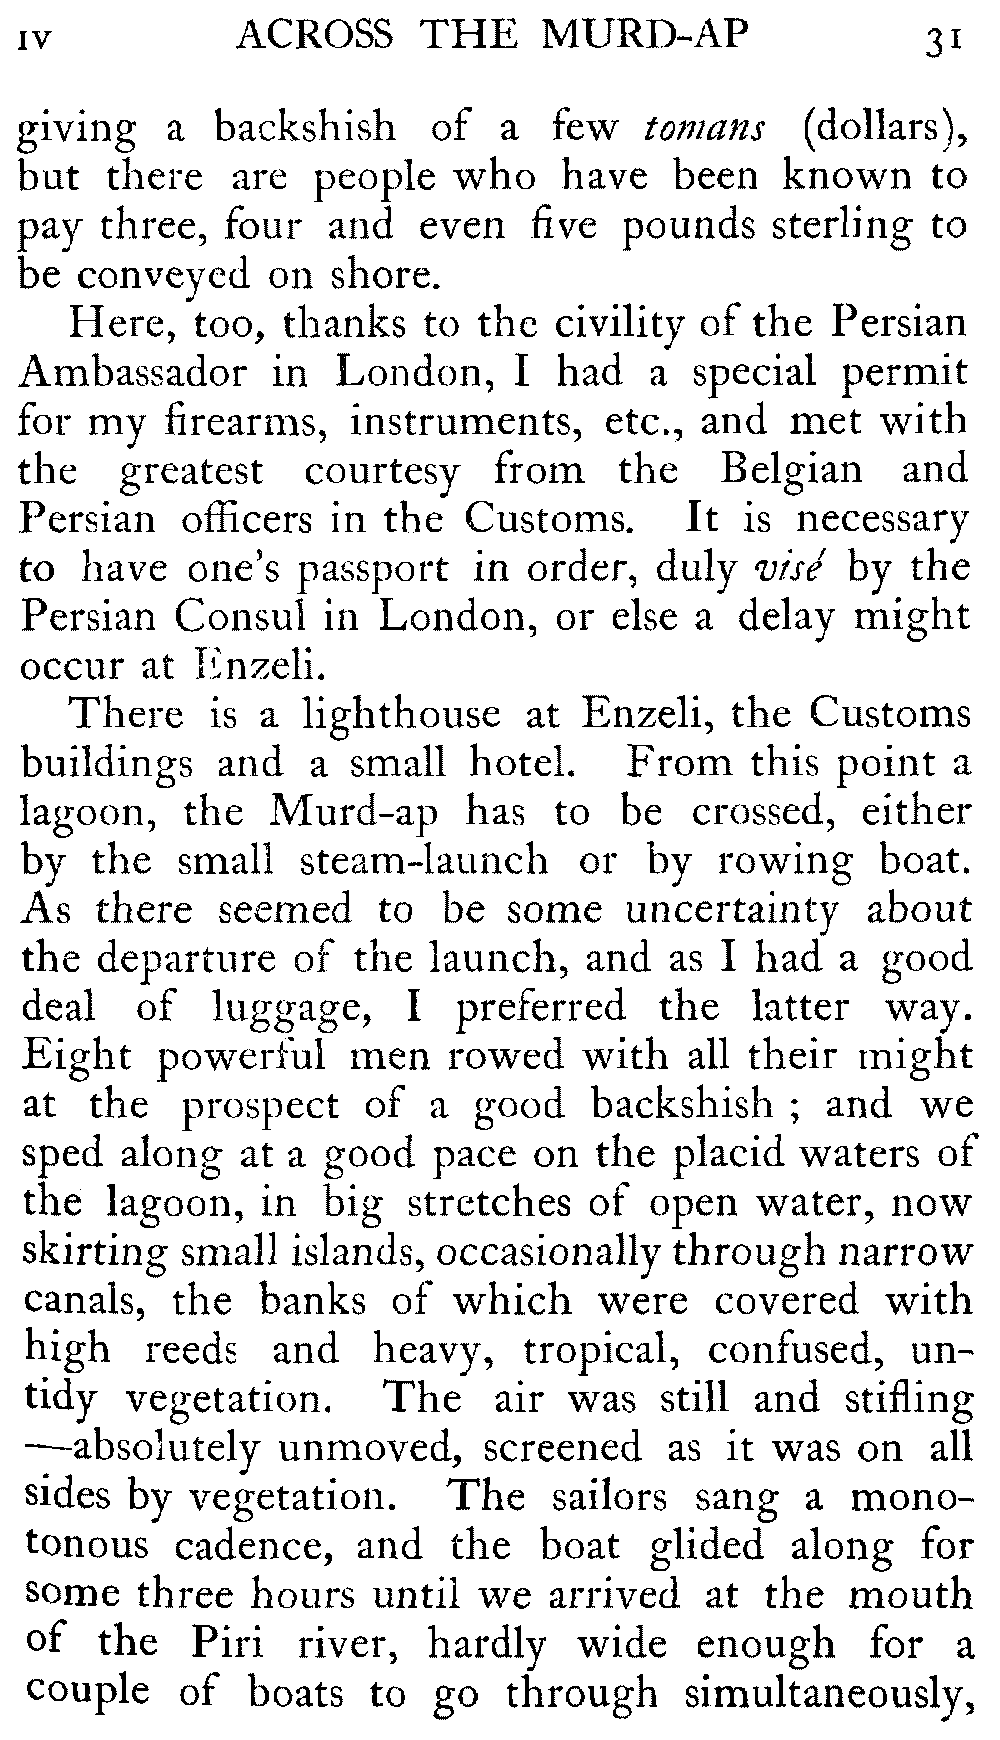 IV ACROSS THE MURD-AP 31
giving a backshish of a few tomans (dollars),
but there are people who have been known to
pay three, four and even five pounds sterling to
be conveyed on shore.
Here, too, thanks to the civility of the Persian
Ambassador in London, I had a special permit
for my firearms, instruments, etc., and met with
the greatest courtesy from the Belgian and
Persian officers in the Customs. It is necessary
to have one's passport in order, duly visé by the
Persian Consul in London, or else a delay might
occur at Enzeli.
There is a lighthouse at Enzeli, the Customs
buildings and a small hotel. From this point a
lagoon, the Murd-ap has to be crossed, either
by the small steam-launch or by rowing boat.
As there seemed to be some uncertainty about
the departure of the launch, and as I had a good
deal of luggage, I preferred the latter way.
Eight powerful men rowed with all their might
at the prospect of a good backshish ; and we
sped along at a good pace on the placid waters of
the lagoon, in big stretches of open water, now
skirting small islands, occasionally through narrow
canals, the banks of which were covered with
high reeds and heavy, tropical, confused, un-
tidy vegetation. The air was still and stifling
—absolutely unmoved, screened as it was on all
sides by vegetation. The sailors sang a mono-
tonous cadence, and the boat glided along for
some three hours until we arrived at the mouth
of the Piri river, hardly wide enough for a
couple of boats to go through simultaneously,